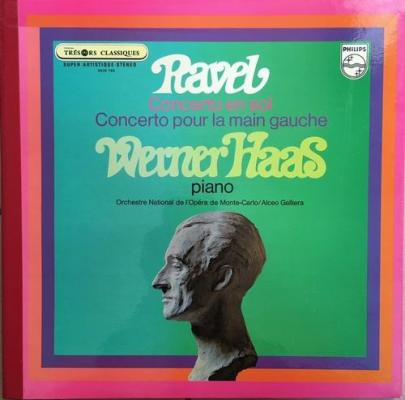 TRÉSORS CLASSIQUES
SUPER-ARTISTIQUE-STEREO
PHILIPS
Ravel
Concerto en sol
Concerto pour la main gauche
Werner Haas
piano
Orchestre National de l'Opéra de Monte-Carlo/Alceo Galliera